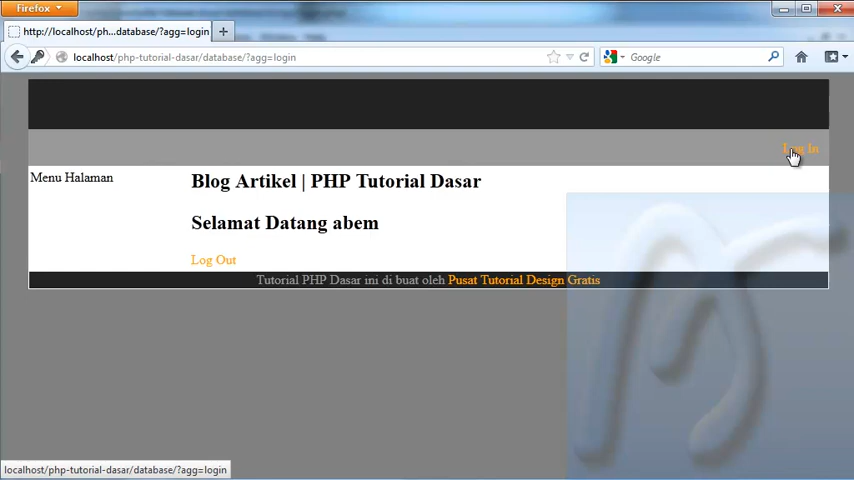 Firefox
http://localhost/ph...database/?agg=login
localhost/php-tutorial-dasar/database/?agg=login
Google
Log In
Menu Halaman
Blog Artikel | PHP Tutorial Dasar
Selamat Datang abem
Log Out
Tutorial PHP Dasar ini di buat oleh Pusat Tutorial Design Gratis
localhost/php-tutorial-dasar/database/?agg=login